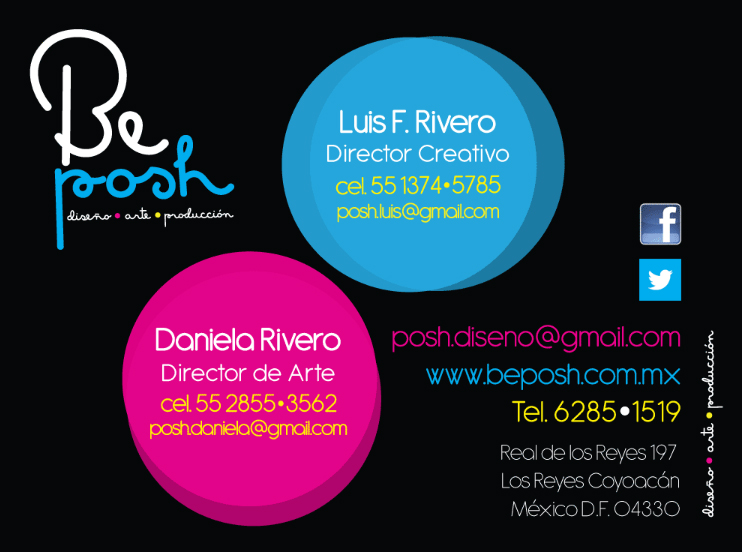 Be
posh
diseño • arte • producción
Luis F. Rivero
Director Creativo
cel. 55 1374•5785
posh.luis@gmail.com
Daniela Rivero
Director de Arte
cel. 55 2855•3562
posh.daniela@gmail.com
f
posh.diseno@gmail.com
www.beposh.com.mx
Tel. 6285•1519
Real de los Reyes 197
Los Reyes Coyoacán
México D.F. 04330
diseño • arte • producción